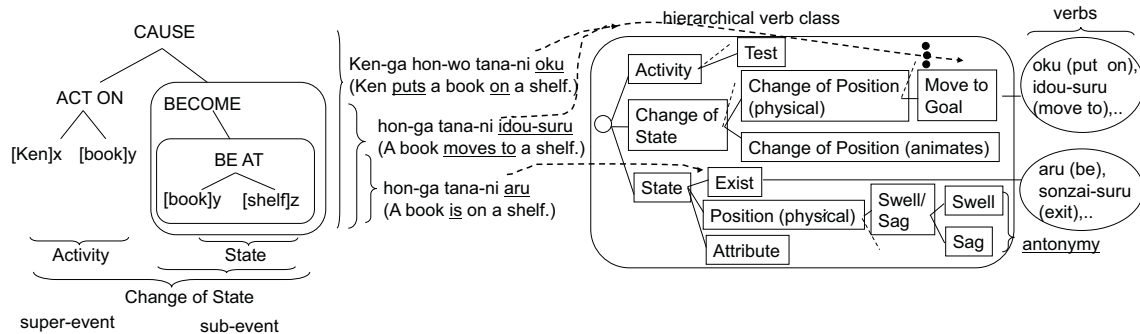 CAUSE
ACT ON
BECOME
[Ken]x [book]y
BE AT
[book]y [shelf]z
Activity
State
Change of State
super-event
sub-event
Ken-ga hon-wo tana-ni oku
(Ken puts a book on a shelf.)
hon-ga tana-ni idou-suru
(A book moves to a shelf.)
hon-ga tana-ni aru
(A book is on a shelf.)
hierarchical verb class
Activity
Test
Change of Position
(physical)
Move to
Goal
Change of
State
Change of Position (animates)
State
Exist
Position (physical)
Swell/
Sag
Swell
Sag
Attribute
antonymy
verbs
oku (put on),
idou-suru
(move to),..
aru (be),
sonzai-suru
(exit),..